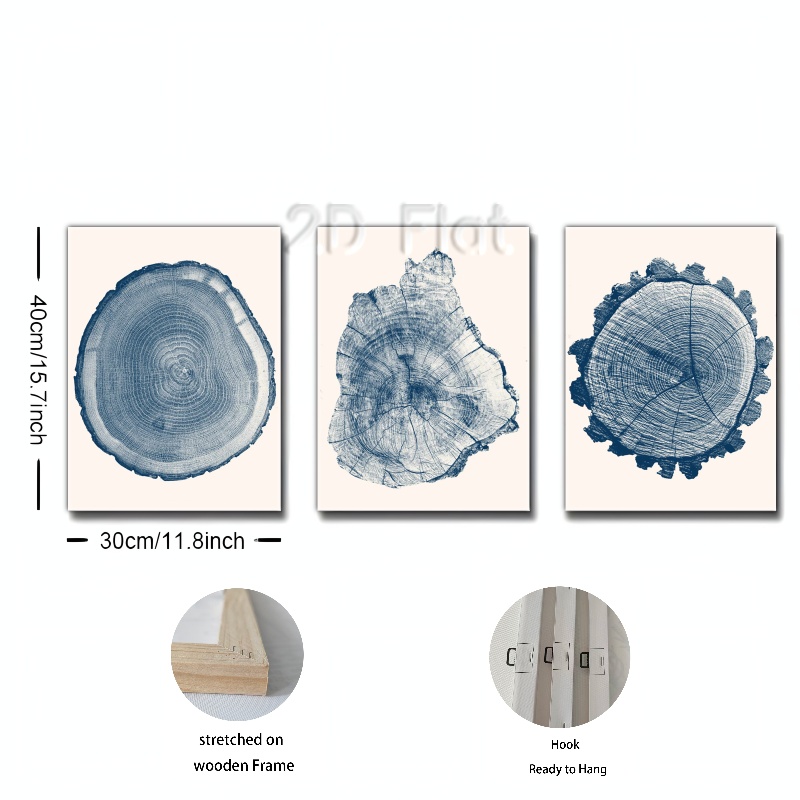 2D Flat
40cm/15.7inch
30cm/11.8inch
stretched on
wooden Frame
Hook
Ready to Hang